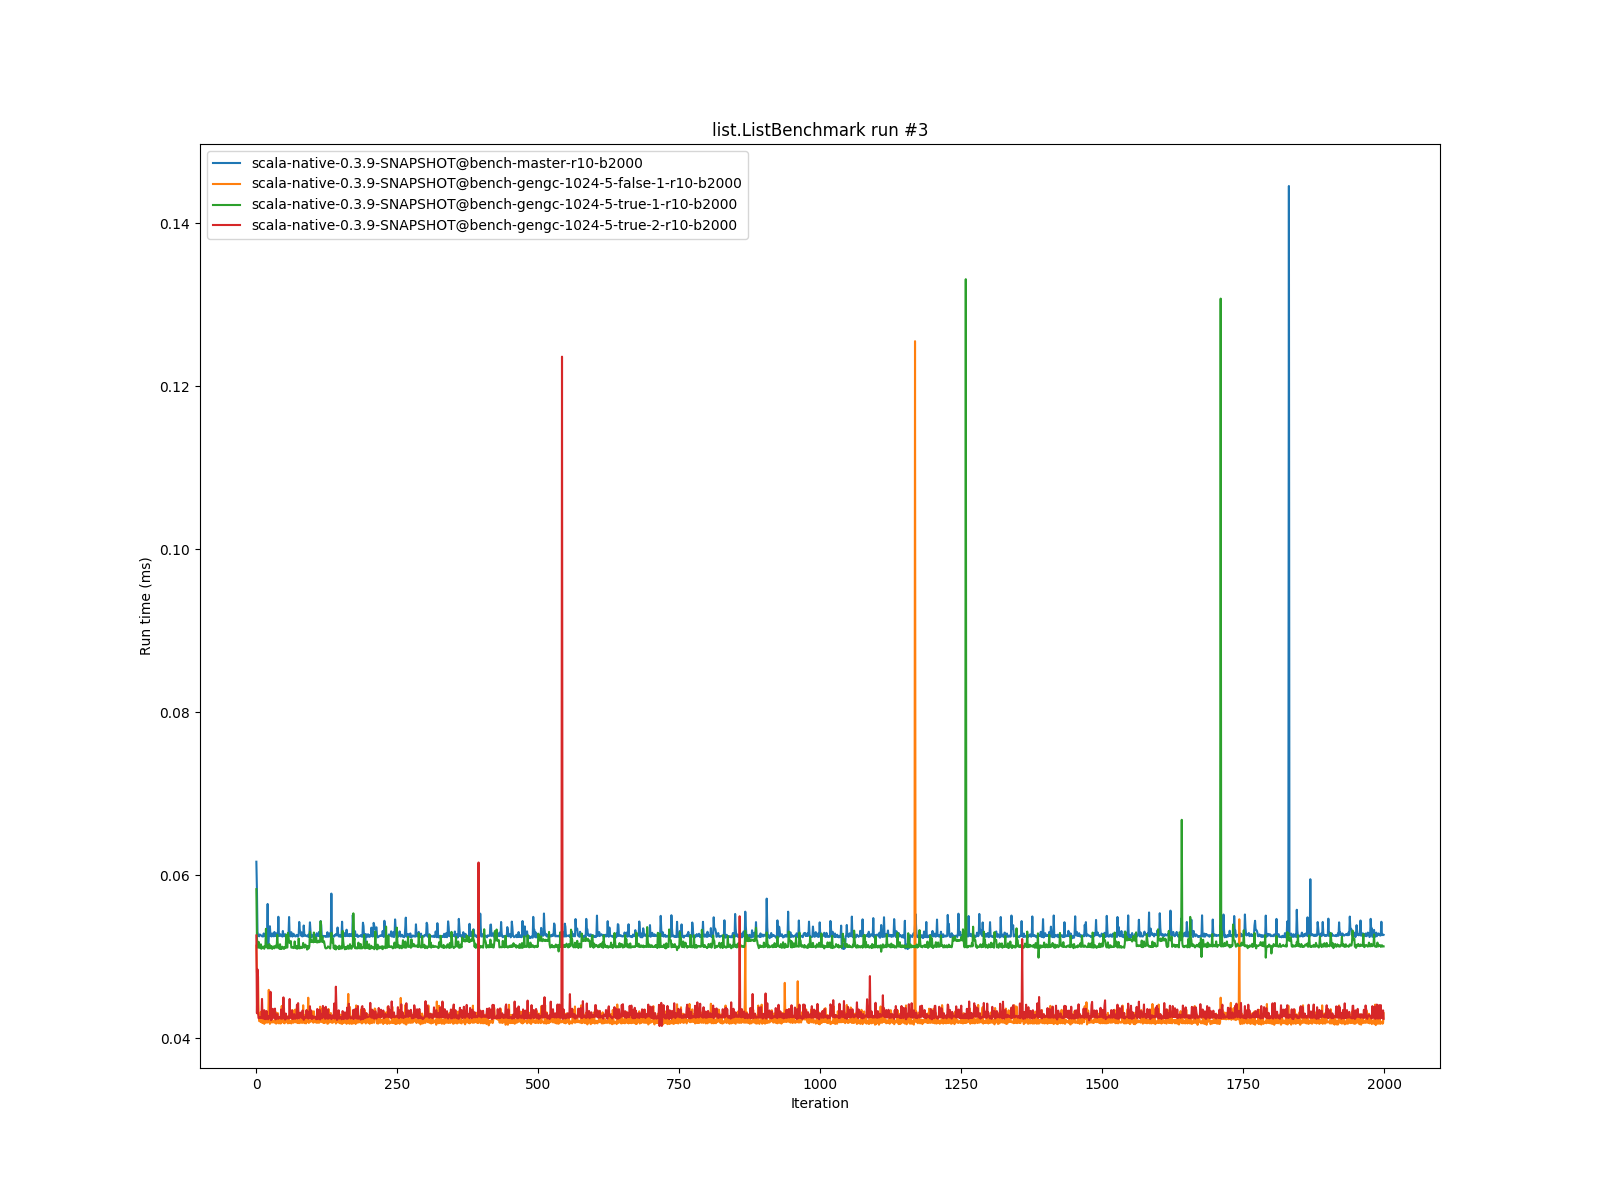 list.ListBenchmark run #3
scala-native-0.3.9-SNAPSHOT@bench-master-r10-b2000
scala-native-0.3.9-SNAPSHOT@bench-gengc-1024-5-false-1-r10-b2000
scala-native-0.3.9-SNAPSHOT@bench-gengc-1024-5-true-1-r10-b2000
scala-native-0.3.9-SNAPSHOT@bench-gengc-1024-5-true-2-r10-b2000
0.14
0.12
0.10
0.08
0.06
0.04
Run time (ms)
0 250 500 750 1000 1250 1500 1750 2000
Iteration